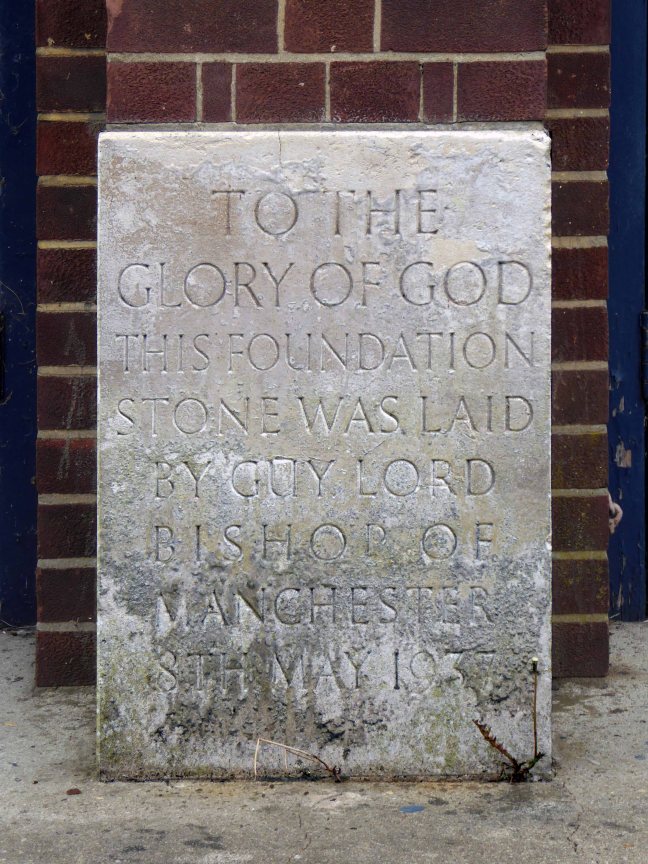 TO THE
GLORY OF GOD
THIS FOUNDATION
STONE WAS LAID
BY GUY LORD
BISHOP OF
MANCHESTER
8TH MAY 1937